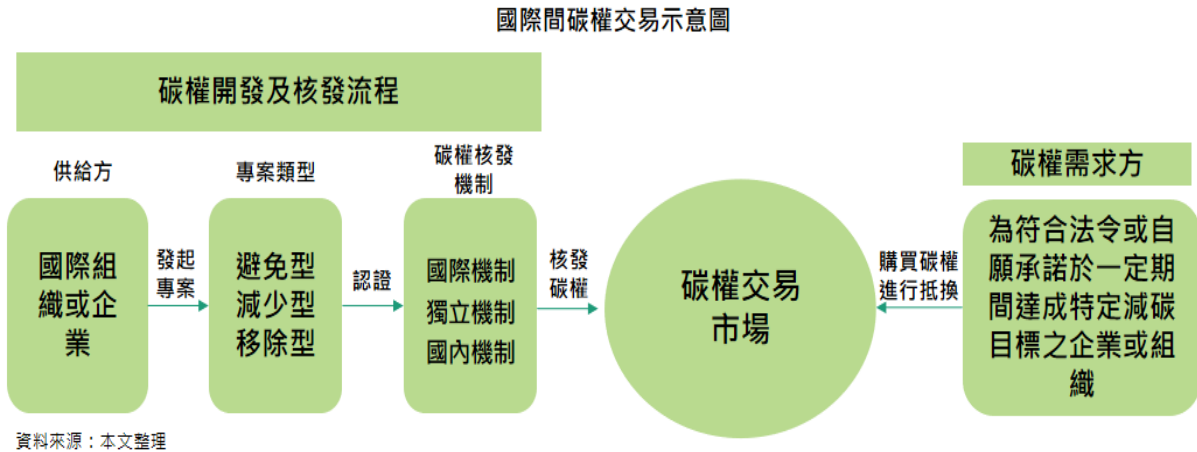 國際間碳權交易示意圖
碳權開發及核發流程
供給方
國際組
織或企
業
發起
專案
專案類型
避免型
減少型
移除型
認證
碳權核發
機制
國際機制
獨立機制
國內機制
核發
碳權
碳權交易
市場
購買碳權
進行抵換
碳權需求方
為符合法令或自
願承諾於一定期
間達成特定減碳
目標之企業或組
織
資料來源：本文整理